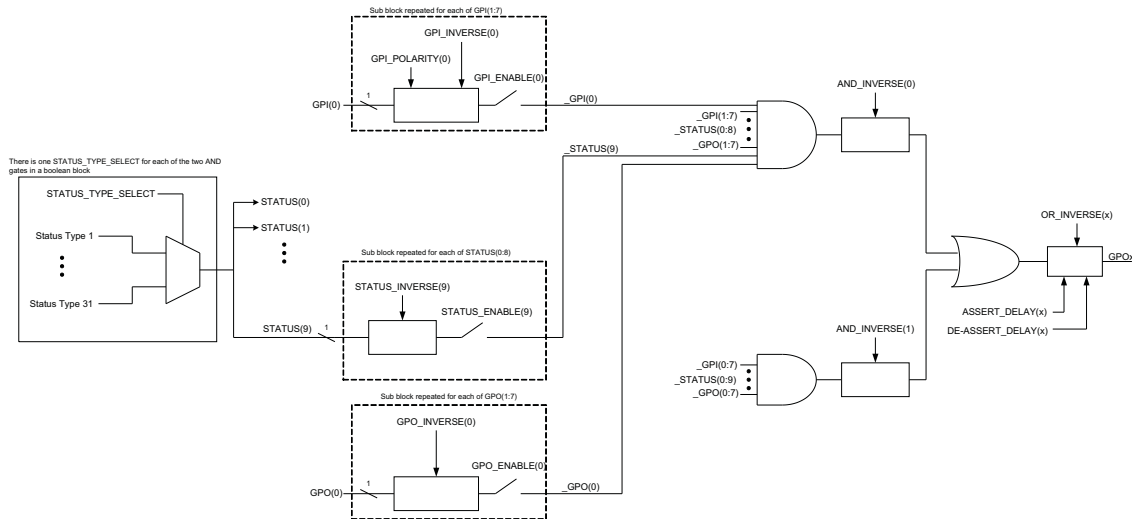 Sub block repeated for each of GPI(1:7)
GPI_INVERSE(0)
GPI_POLARITY(0)
GPI_ENABLE(0)
GPI(0)
1
_GPI(0)
_GPI(1:7)
_STATUS(0:8)
_GPO(1:7)
AND_INVERSE(0)
There is one STATUS_TYPE_SELECT for each of the two AND
gates in a boolean block
STATUS_TYPE_SELECT
Status Type 1
Status Type 31
STATUS(0)
STATUS(1)
_STATUS(9)
Sub block repeated for each of STATUS(0:8)
STATUS_INVERSE(9)
STATUS_ENABLE(9)
STATUS(9)
1
OR_INVERSE(x)
GPOx
ASSERT_DELAY(x)
DE-ASSERT_DELAY(x)
AND_INVERSE(1)
_GPI(0:7)
_STATUS(0:9)
_GPO(0:7)
Sub block repeated for each of GPO(1:7)
GPO_INVERSE(0)
GPO_ENABLE(0)
GPO(0)
1
_GPO(0)